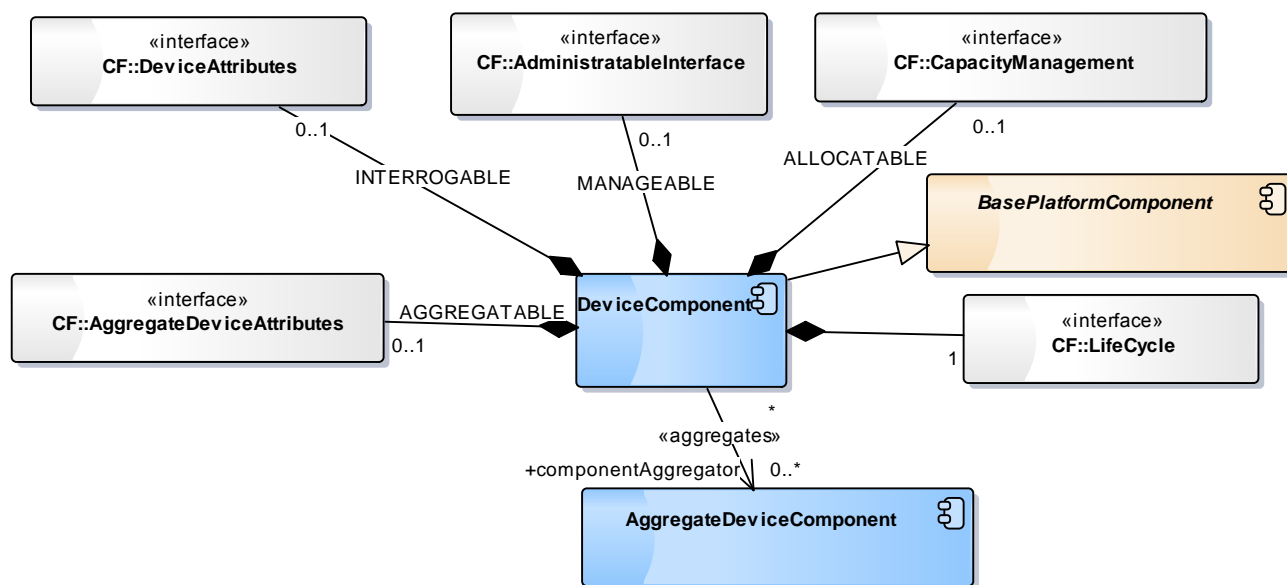 «interface»
CF::DeviceAttributes
«interface»
CF::AdministratableInterface
«interface»
CF::CapacityManagement
0..1
0..1
0..1
INTERROGABLE
MANAGEABLE
ALLOCATABLE
BasePlatformComponent
«interface»
CF::AggregateDeviceAttributes
AGGREGATABLE
0..1
DeviceComponent
«interface»
CF::LifeCycle
1
*
«aggregates»
+componentAggregator
0..*
AggregateDeviceComponent